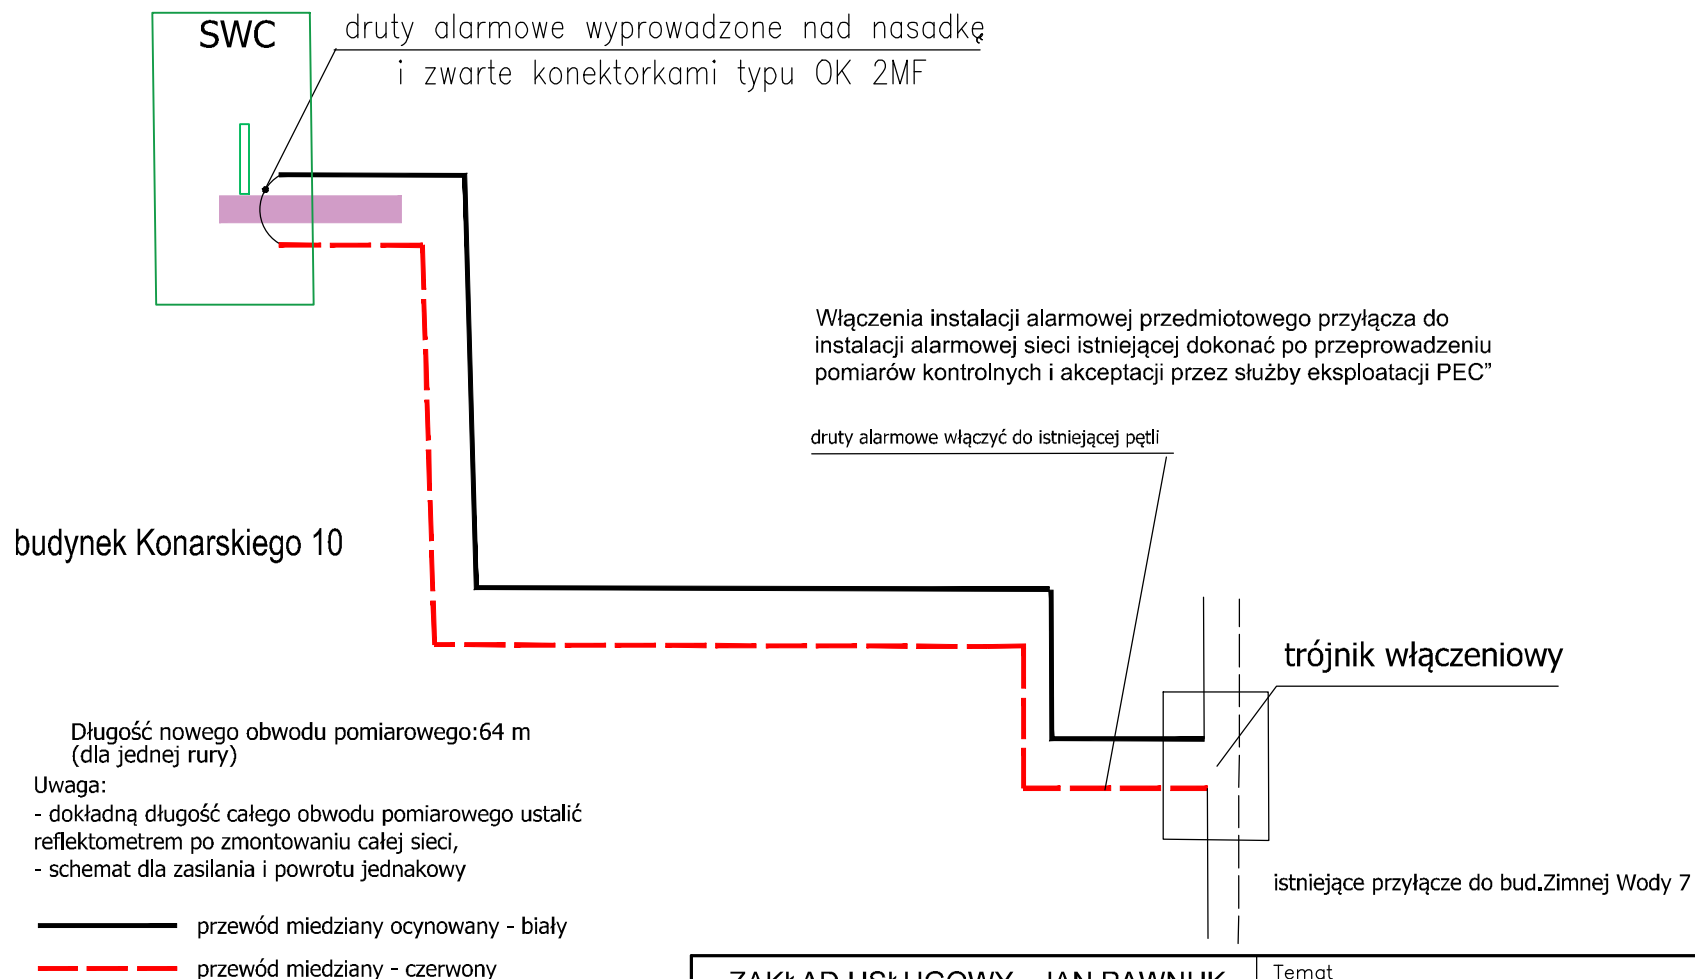 SWC
druty alarmowe wyprowadzone nad nasadkę
i zwarte konektorkami typu OK 2MF
Włączenia instalacji alarmowej przedmiotowego przyłącza do
instalacji alarmowej sieci istniejącej dokonać po przeprowadzeniu
pomiarów kontrolnych i akceptacji przez służby eksploatacji PEC”
druty alarmowe włączyć do istniejącej pętli
budynek Konarskiego 10
trójnik włączeniowy
Długość nowego obwodu pomiarowego:64 m
(dla jednej rury)
Uwaga:
- dokładną długość całego obwodu pomiarowego ustalić
reflektometrem po zmontowaniu całej sieci,
- schemat dla zasilania i powrotu jednakowy
istniejące przyłącze do bud.Zimnej Wody 7
przewód miedziany ocynowany - biały
przewód miedziany - czerwony
ZAKŁAD USŁUGOWY JAN PAWNUK
Temat